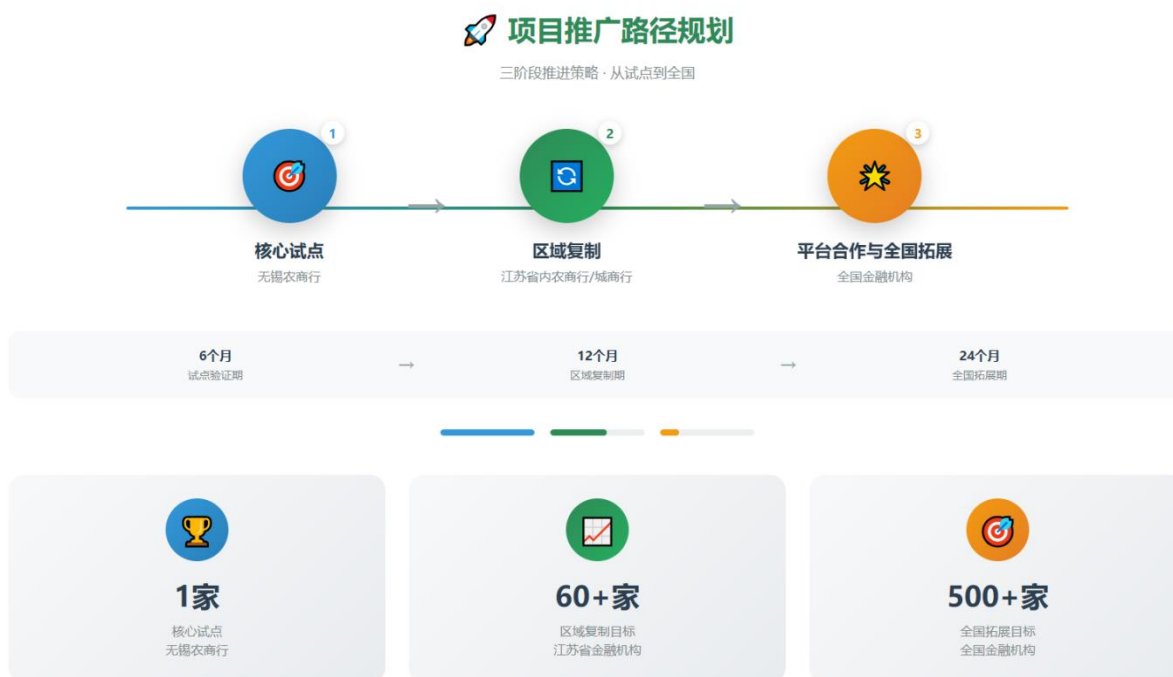 项目推广路径规划
三阶段推进策略 · 从试点到全国
1
2
3
核心试点
区域复制
平台合作与全国拓展
无锡农商行
江苏省内农商行/城商行
全国金融机构
6个月
→
12个月
→
24个月
试点验证期
区域复制期
全国拓展期
1家
60+家
500+家
核心试点
区域复制目标
全国拓展目标
无锡农商行
江苏省金融机构
全国金融机构